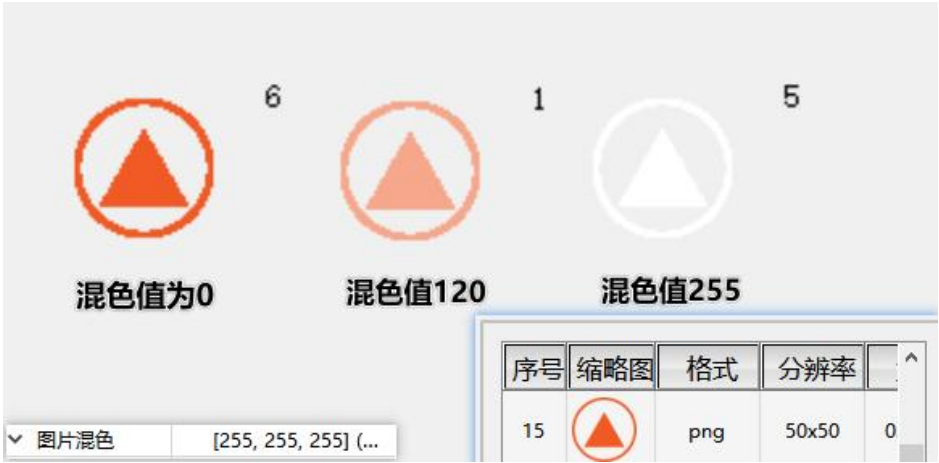 6
1
5
混色值为0
混色值120
混色值255
序号 缩略图 格式 分辨率
15 png 50x50 0
图片混色 [255, 255, 255] (...